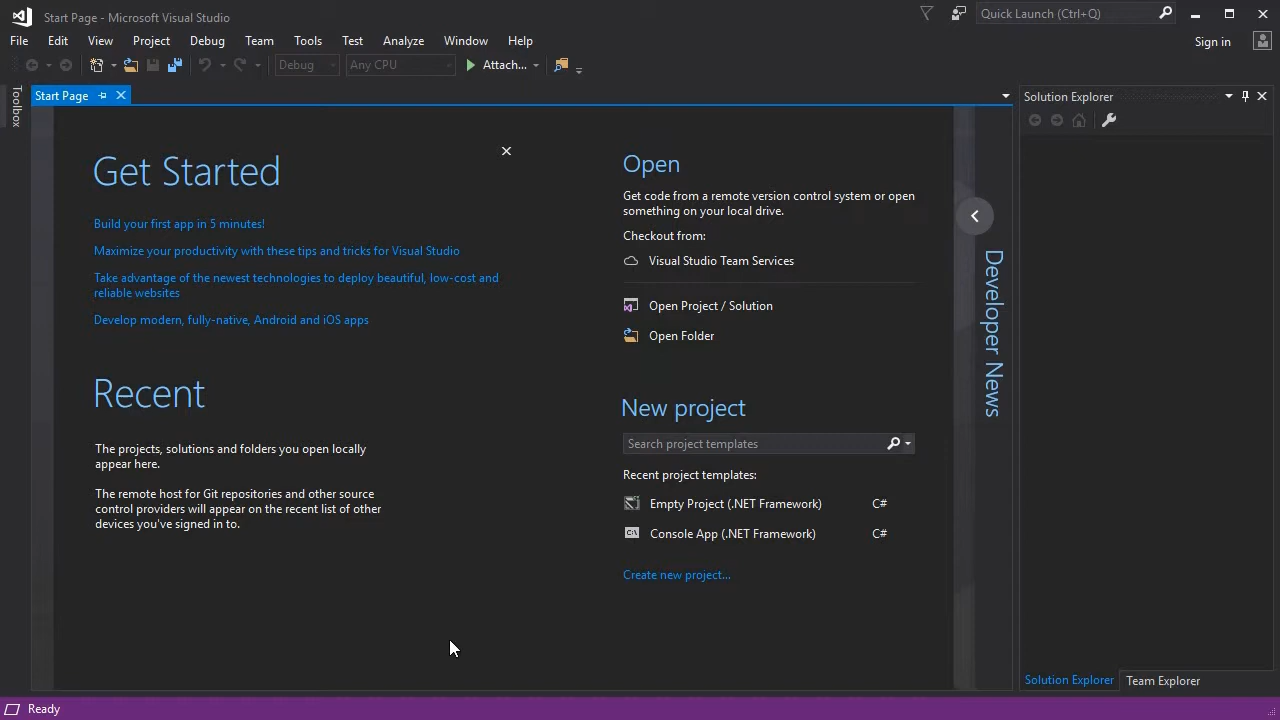 Start Page - Microsoft Visual Studio
Quick Launch (Ctrl+Q)
File Edit View Project Debug Team Tools Test Analyze Window Help
Sign in
Debug Any CPU Attach...
Toolbox
Start Page
Solution Explorer
Get Started
Build your first app in 5 minutes!
Maximize your productivity with these tips and tricks for Visual Studio
Take advantage of the newest technologies to deploy beautiful, low-cost and
reliable websites
Develop modern, fully-native, Android and iOS apps
Recent
The projects, solutions and folders you open locally
appear here.
The remote host for Git repositories and other source
control providers will appear on the recent list of other
devices you've signed in to.
Open
Get code from a remote version control system or open
something on your local drive.
Checkout from:
Visual Studio Team Services
Open Project / Solution
Open Folder
New project
Search project templates
Recent project templates:
Empty Project (.NET Framework) C#
Console App (.NET Framework) C#
Create new project...
Developer News
Solution Explorer Team Explorer
Ready